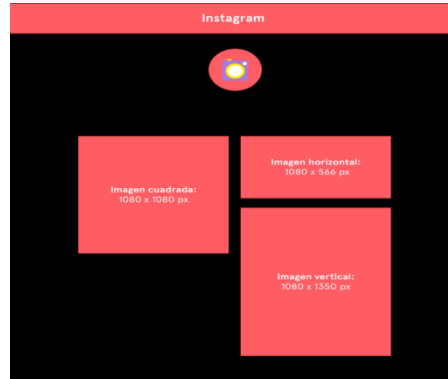 Instagram
Imagen cuadrada:
1080 x 1080 px
Imagen horizontal:
1080 x 566 px
Imagen vertical:
1080 x 1350 px